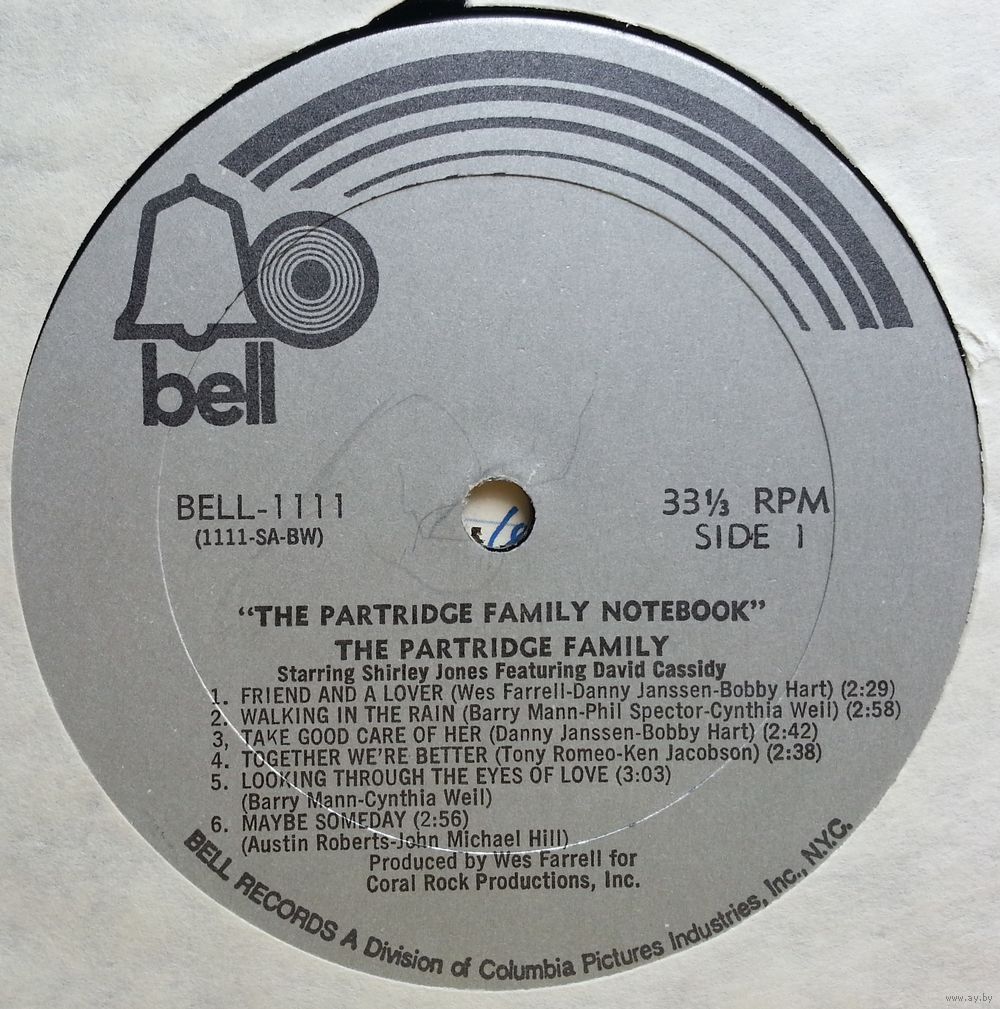 bell
BELL-1111
(1111-SA-BW)
33⅓ RPM
SIDE 1
"THE PARTRIDGE FAMILY NOTEBOOK"
THE PARTRIDGE FAMILY
Starring Shirley Jones Featuring David Cassidy
1. FRIEND AND A LOVER (Wes Farrell-Danny Janssen-Bobby Hart) (2:29)
2. WALKING IN THE RAIN (Barry Mann-Phil Spector-Cynthia Weil) (2:58)
3, TAKE GOOD CARE OF HER (Danny Janssen-Bobby Hart) (2:42)
4. TOGETHER WE'RE BETTER (Tony Romeo-Ken Jacobson) (2:38)
5. LOOKING THROUGH THE EYES OF LOVE (3:03)
(Barry Mann-Cynthia Weil)
6. MAYBE SOMEDAY (2:56)
(Austin Roberts-John Michael Hill)
Produced by Wes Farrell for
Coral Rock Productions, Inc.
BELL RECORDS A Division of Columbia Pictures Industries, Inc., N.Y.C.
www.ay.by